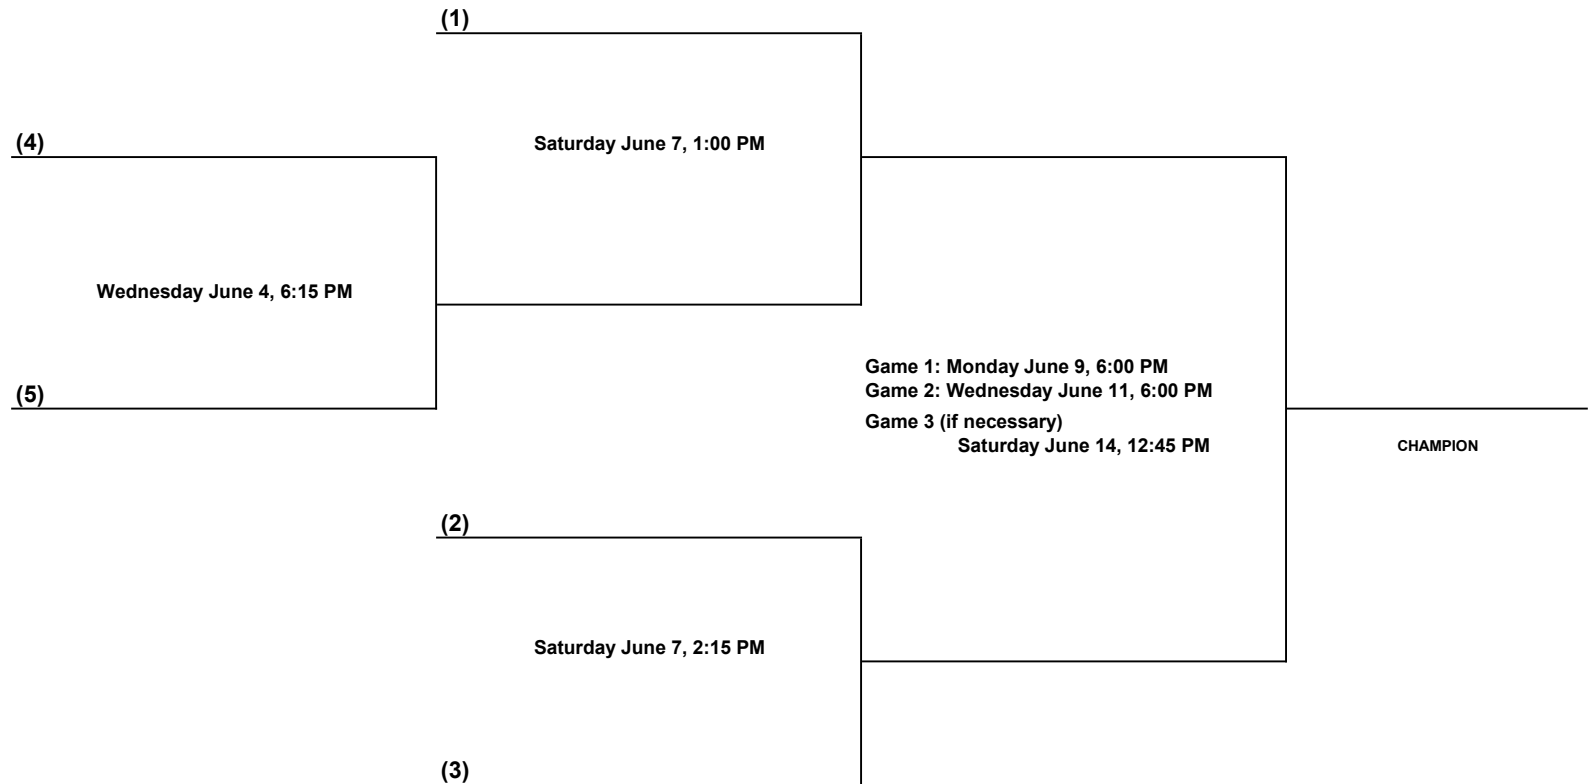 (1)
(4)
Saturday June 7, 1:00 PM
Wednesday June 4, 6:15 PM
(5)
Game 1: Monday June 9, 6:00 PM
Game 2: Wednesday June 11, 6:00 PM
Game 3 (if necessary)
Saturday June 14, 12:45 PM
CHAMPION
(2)
Saturday June 7, 2:15 PM
(3)